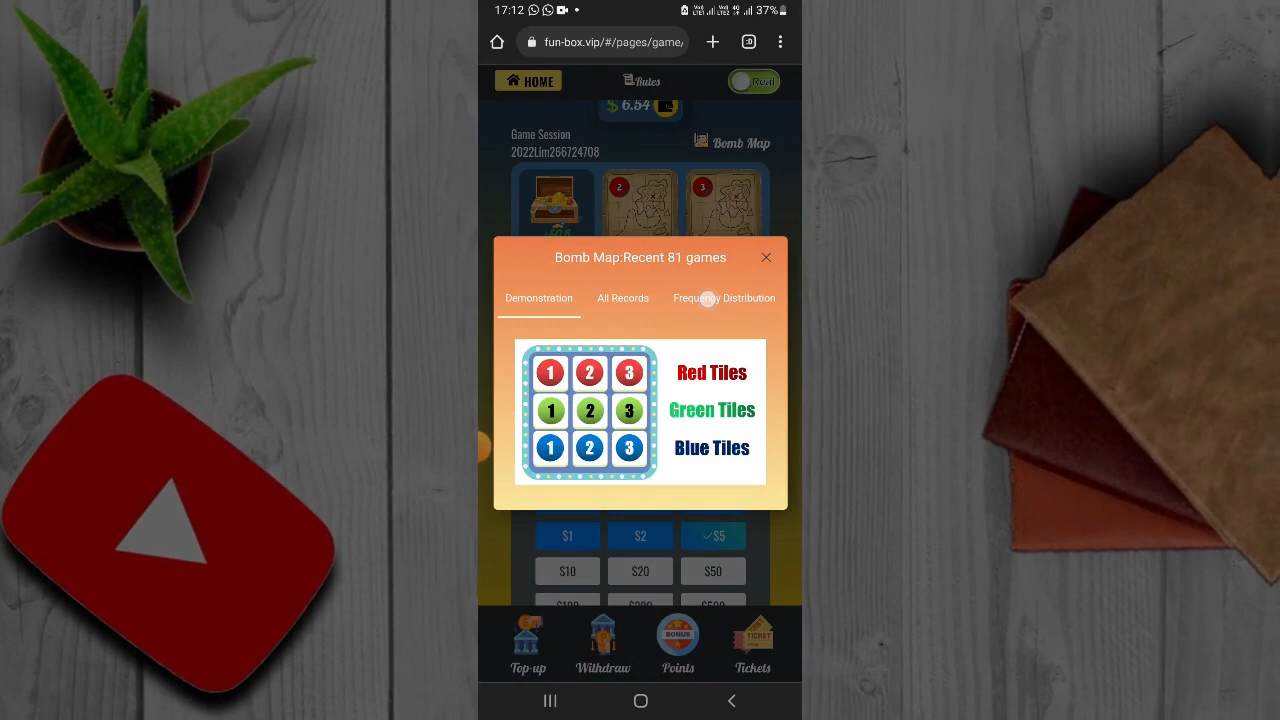 17:12 37%
fun-box.vip/#/pages/game/
HOME Rules Real
$ 6.54
Game Session
2022Lim266724708 Bomb Map
2 3
Bomb Map:Recent 81 games
Demonstration All Records Frequency Distribution
1 2 3 Red Tiles
1 2 3 Green Tiles
1 2 3 Blue Tiles
$1 $2 $5
$10 $20 $50
BONUS TICKET
Top-up Withdraw Points Tickets